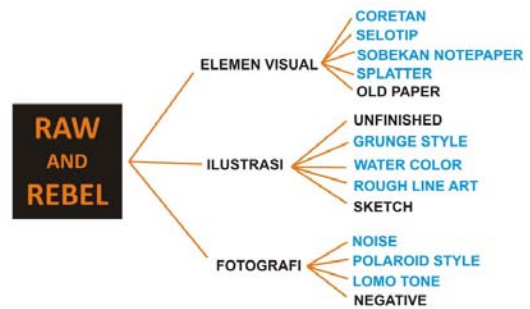 RAW
AND
REBEL
ELEMEN VISUAL
CORETAN
SELOTIP
SOBEKAN NOTEPAPER
SPLATTER
OLD PAPER
ILUSTRASI
UNFINISHED
GRUNGE STYLE
WATER COLOR
ROUGH LINE ART
SKETCH
FOTOGRAFI
NOISE
POLAROID STYLE
LOMO TONE
NEGATIVE